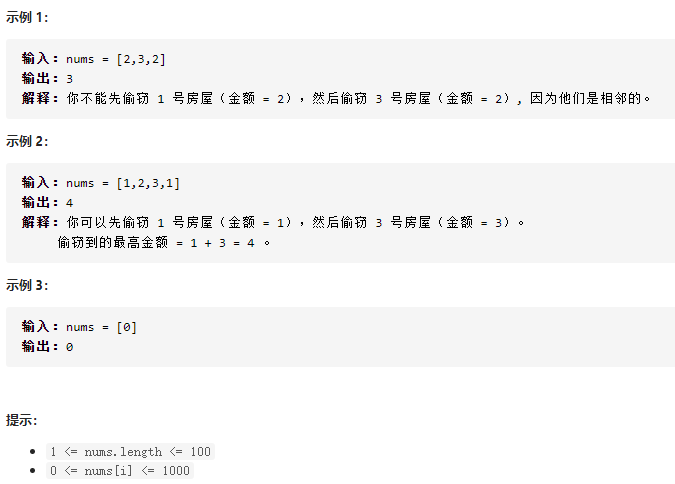 示例 1:
输入：nums = [2,3,2]
输出：3
解释：你不能先偷窃 1 号房屋（金额 = 2），然后偷窃 3 号房屋（金额 = 2）, 因为他们是相邻的。
示例 2:
输入：nums = [1,2,3,1]
输出：4
解释：你可以先偷窃 1 号房屋（金额 = 1），然后偷窃 3 号房屋（金额 = 3）。
偷窃到的最高金额 = 1 + 3 = 4 。
示例 3:
输入：nums = [0]
输出：0
提示：
1 <= nums.length <= 100
0 <= nums[i] <= 1000